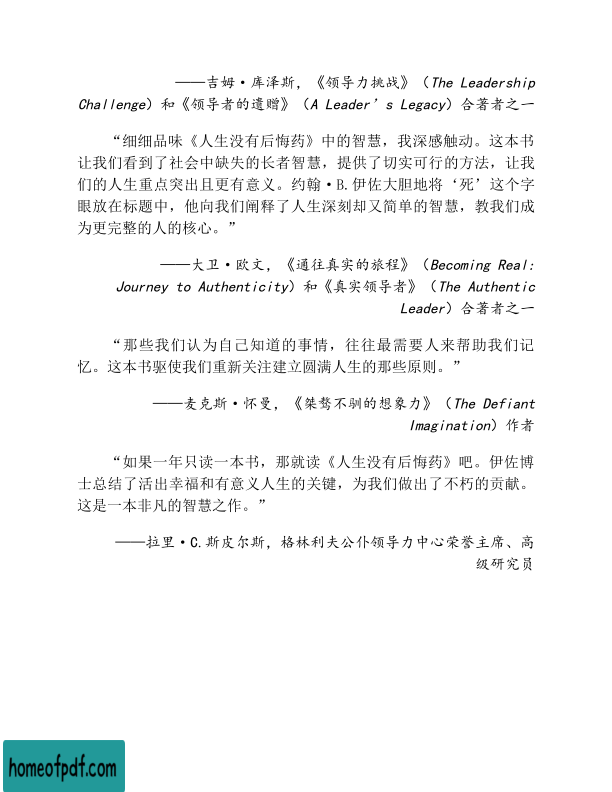 ——吉姆·库泽斯，《领导力挑战》（The Leadership
Challenge）和《领导者的遗赠》（A Leader’s Legacy）合著者之一
“细细品味《人生没有后悔药》中的智慧，我深感触动。这本书
让我们看到了社会中缺失的长者智慧，提供了切实可行的方法，让我
们的人生重点突出且更有意义。约翰·B.伊佐大胆地将‘死’这个字
眼放在标题中，他向我们阐释了人生深刻却又简单的智慧，教我们成
为更完整的人的核心。”
——大卫·欧文，《通往真实的旅程》（Becoming Real:
Journey to Authenticity）和《真实领导者》（The Authentic
Leader）合著者之一
“那些我们认为自己知道的事情，往往最需要人来帮助我们记
忆。这本书驱使我们重新关注建立圆满人生的那些原则。”
——麦克斯·怀曼，《桀骜不驯的想象力》（The Defiant
Imagination）作者
“如果一年只读一本书，那就读《人生没有后悔药》吧。伊佐博
士总结了活出幸福和有意义人生的关键，为我们做出了不朽的贡献。
这是一本非凡的智慧之作。”
——拉里·C.斯皮尔斯，格林利夫公仆领导力中心荣誉主席、高
级研究员
homeofpdf.com